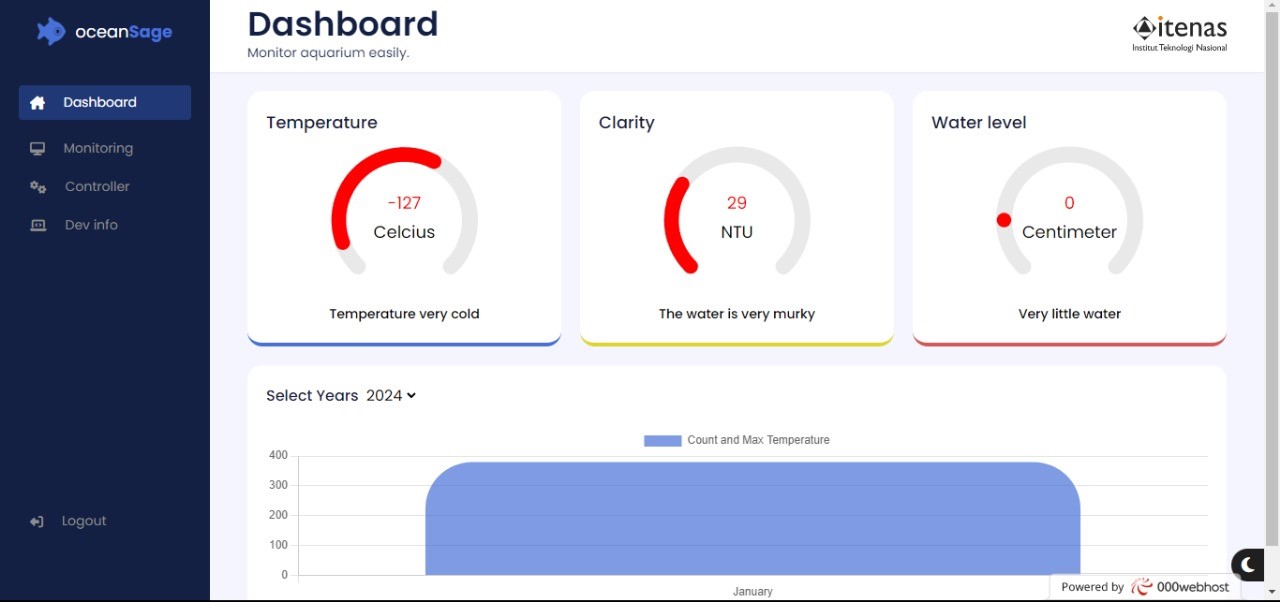 oceanSage
Dashboard
Monitoring
Controller
Dev info
Logout
Dashboard
Monitor aquarium easily.
itenas
Institut Teknologi Nasional
Temperature
-127
Celcius
Temperature very cold
Clarity
29
NTU
The water is very murky
Water level
0
Centimeter
Very little water
Select Years 2024
Count and Max Temperature
400
300
200
100
0
January
Powered by 000webhost